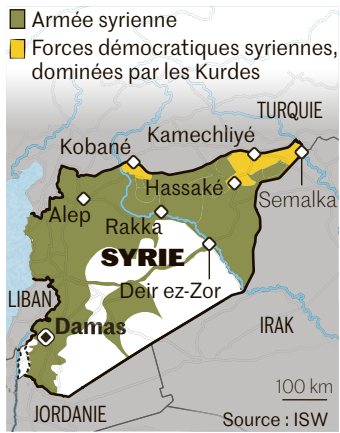 Armée syrienne
Forces démocratiques syriennes,
dominées par les Kurdes
TURQUIE
Kamechliyé
Kobané
Hassaké
Semalka
Alep
Rakka
SYRIE
Deir ez-Zor
LIBAN
Damas
IRAK
100 km
JORDANIE
Source : ISW